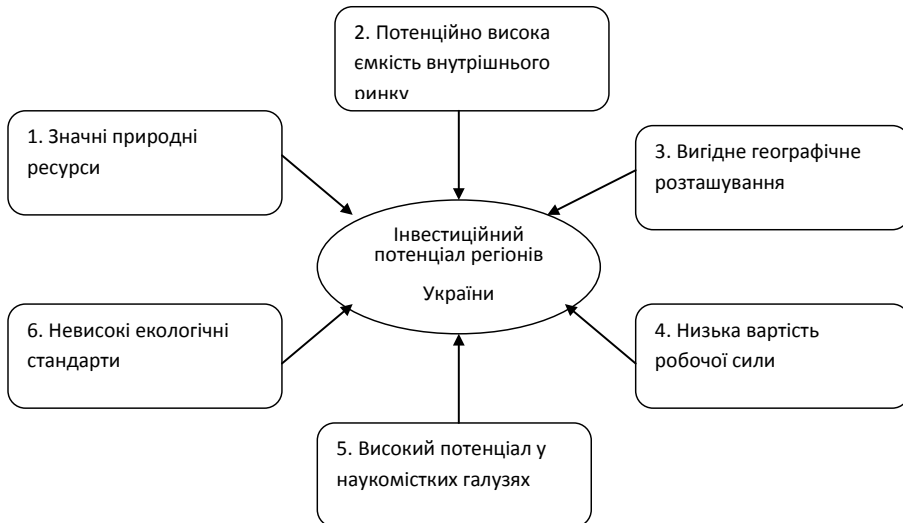 2. Потенційно висока
ємкість внутрішнього
ринку
1. Значні природні
ресурси
3. Вигідне географічне
розташування
Інвестиційний
потенціал регіонів
України
6. Невисокі екологічні
стандарти
4. Низька вартість
робочої сили
5. Високий потенціал у
наукомістких галузях